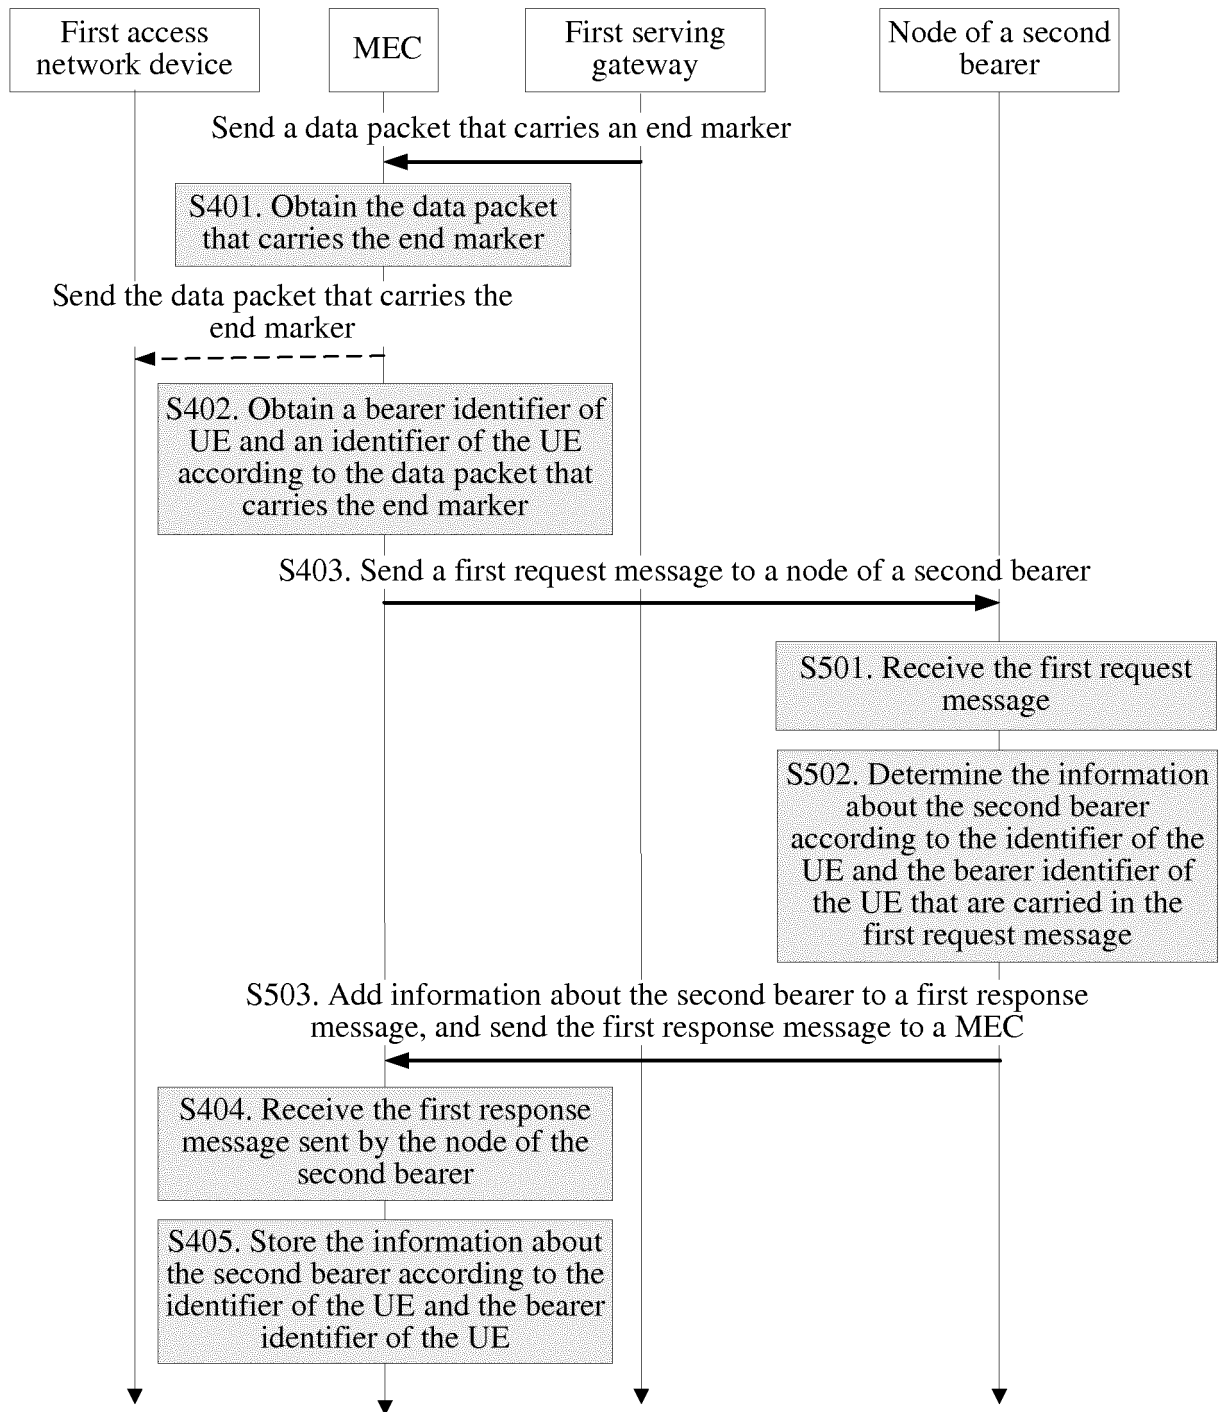 First access
network device
MEC
First serving
gateway
Node of a second
bearer
Send a data packet that carries an end marker
S401. Obtain the data packet
that carries the end marker
Send the data packet that carries the
end marker
S402. Obtain a bearer identifier of
UE and an identifier of the UE
according to the data packet that
carries the end marker
S403. Send a first request message to a node of a second bearer
S501. Receive the first request
message
S502. Determine the information
about the second bearer
according to the identifier of the
UE and the bearer identifier of
the UE that are carried in the
first request message
S503. Add information about the second bearer to a first response
message, and send the first response message to a MEC
S404. Receive the first response
message sent by the node of the
second bearer
S405. Store the information about
the second bearer according to the
identifier of the UE and the bearer
identifier of the UE